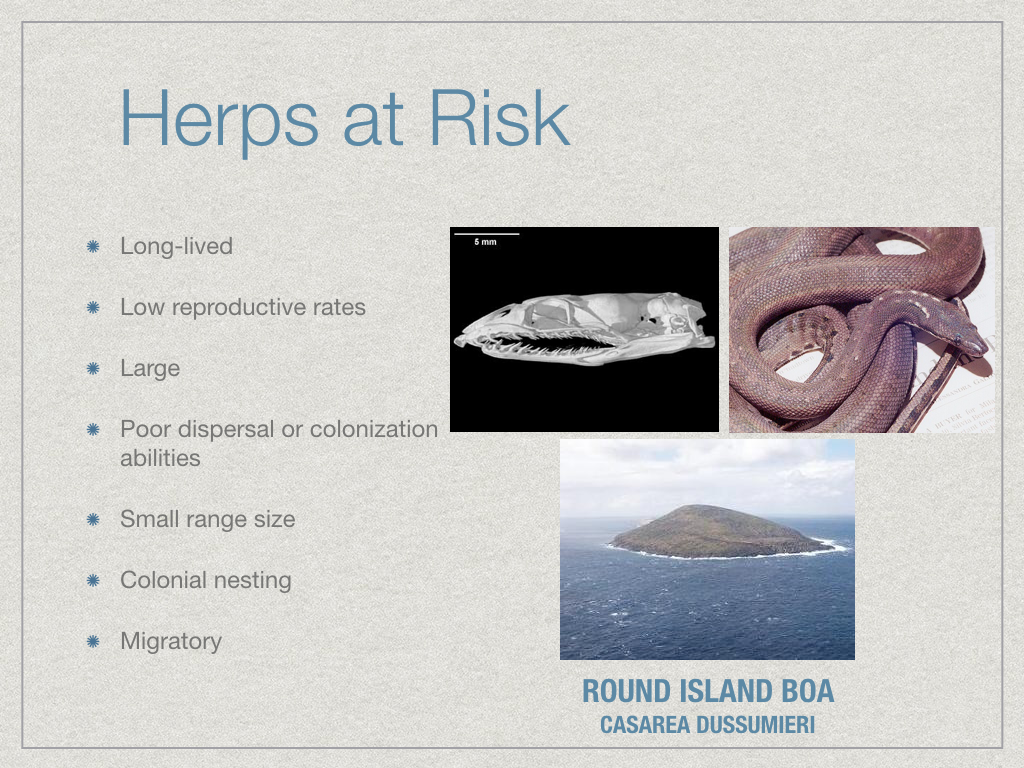 Herps at Risk
Long-lived
Low reproductive rates
Large
Poor dispersal or colonization
abilities
Small range size
Colonial nesting
Migratory
5 mm
ROUND ISLAND BOA
CASAREA DUSSUMIERI